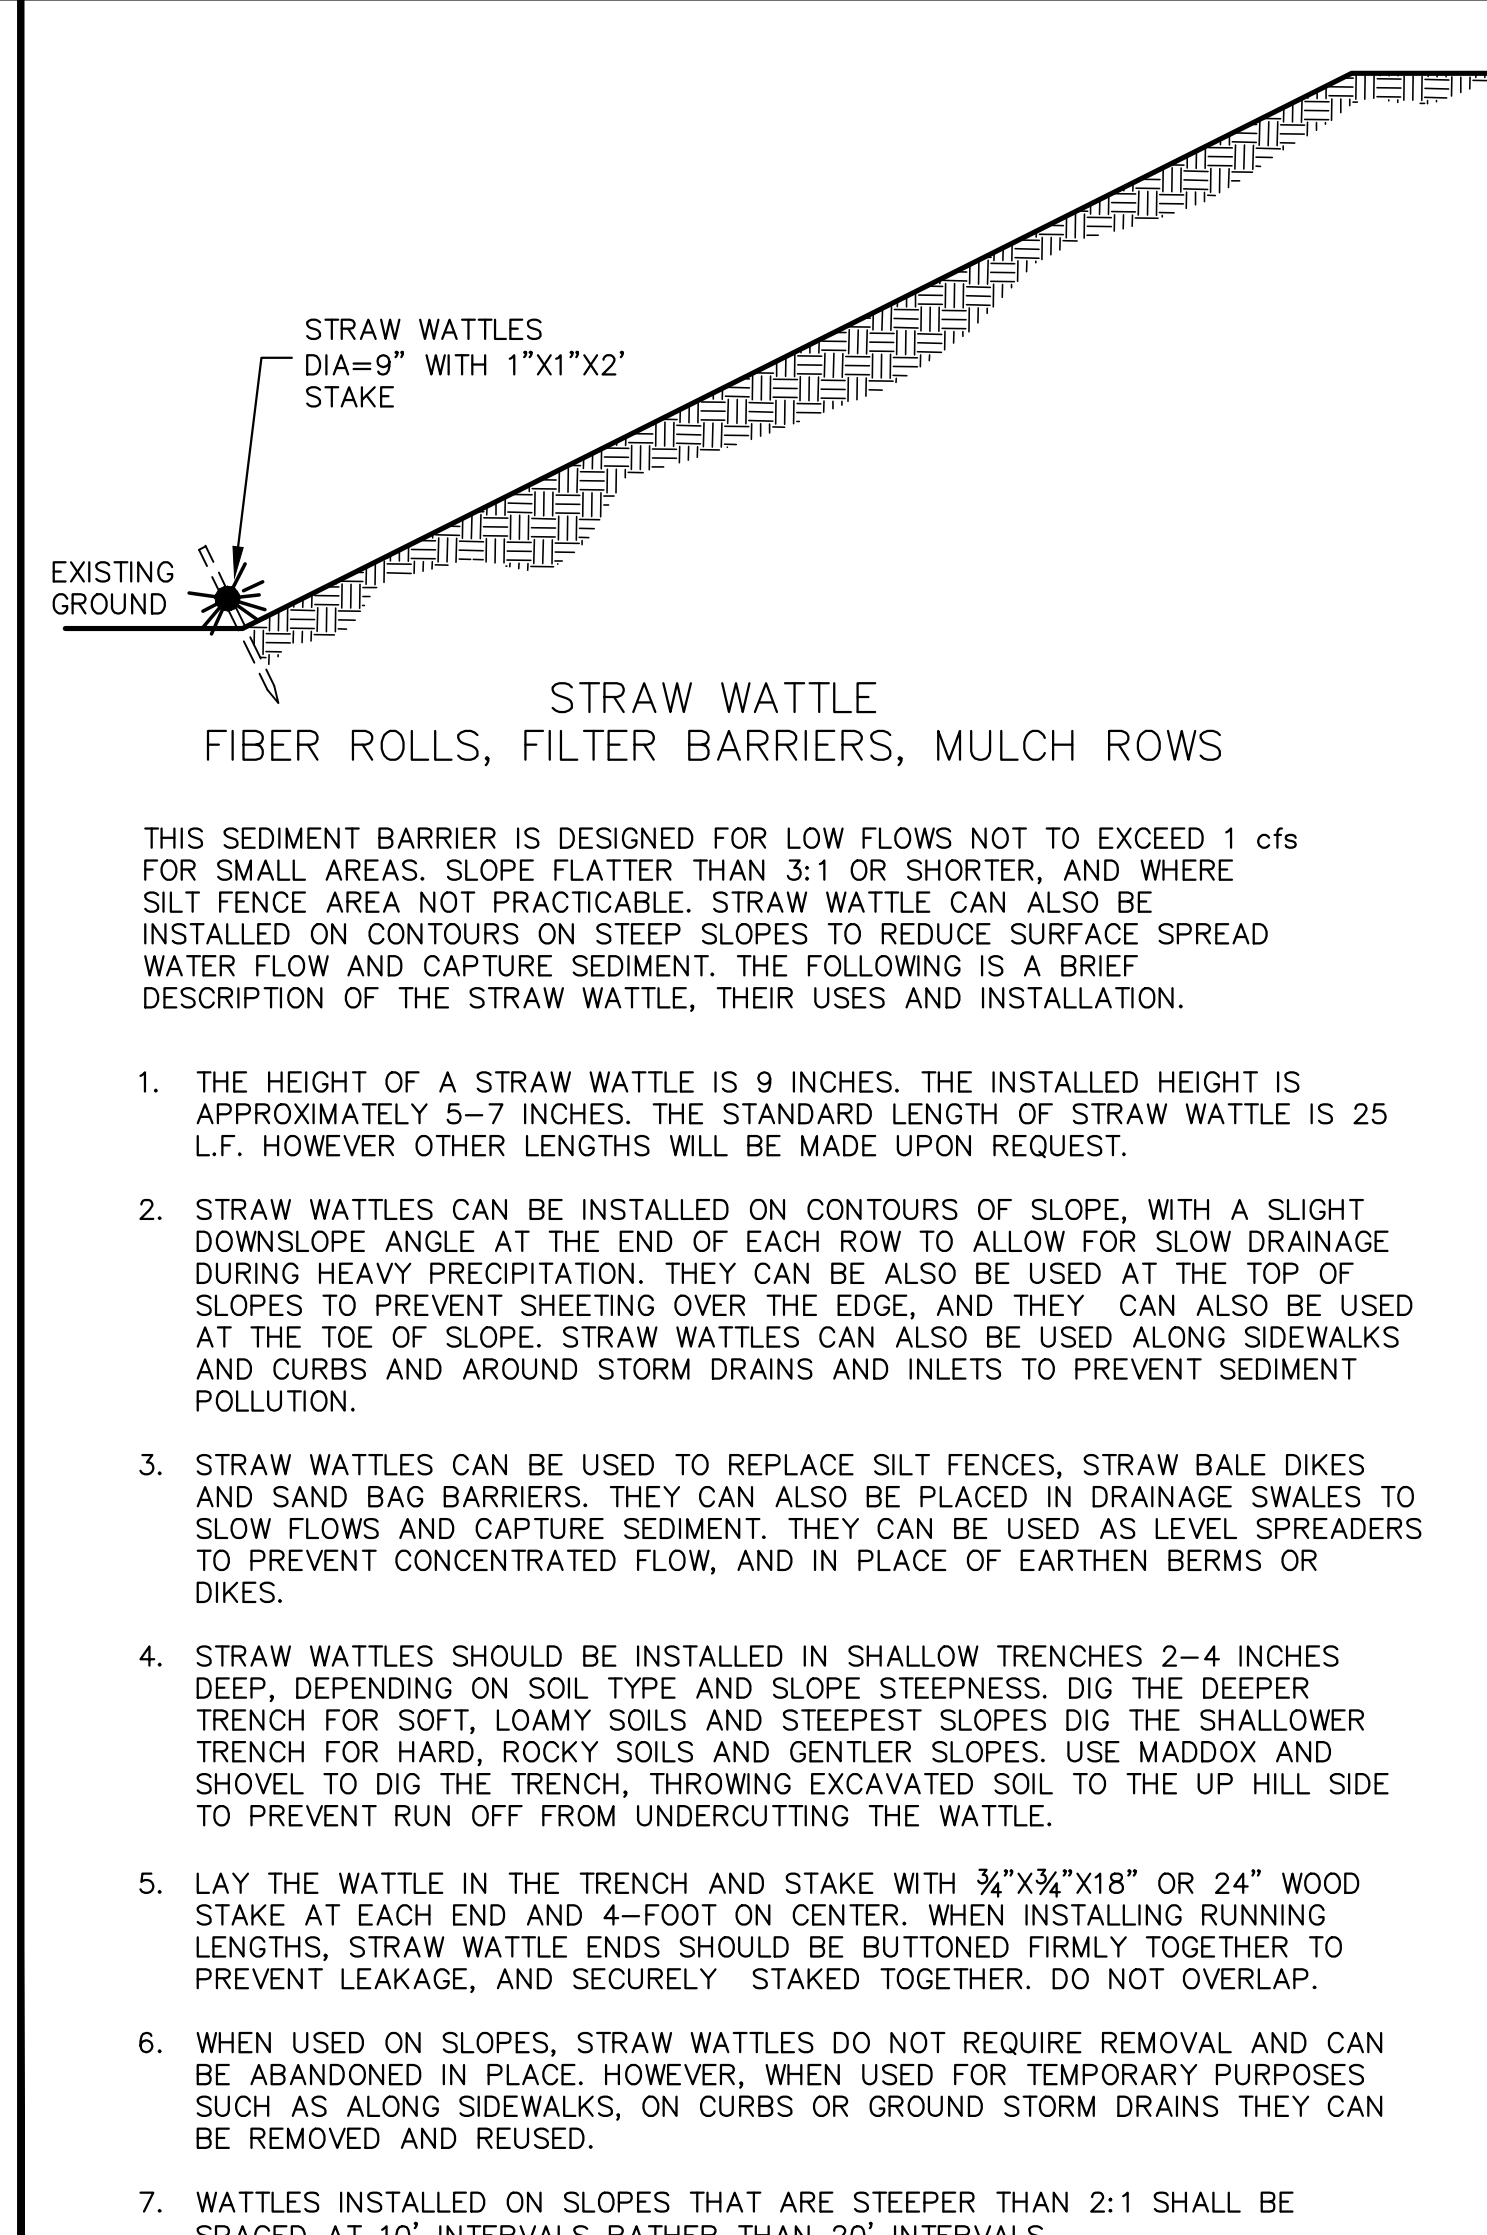 STRAW WATTLES
DIA=9" WITH 1"X1"X2'
STAKE
EXISTING
GROUND
STRAW WATTLE
FIBER ROLLS, FILTER BARRIERS, MULCH ROWS
THIS SEDIMENT BARRIER IS DESIGNED FOR LOW FLOWS NOT TO EXCEED 1 cfs
FOR SMALL AREAS. SLOPE FLATTER THAN 3:1 OR SHORTER, AND WHERE
SILT FENCE AREA NOT PRACTICABLE. STRAW WATTLE CAN ALSO BE
INSTALLED ON CONTOURS ON STEEP SLOPES TO REDUCE SURFACE SPREAD
WATER FLOW AND CAPTURE SEDIMENT. THE FOLLOWING IS A BRIEF
DESCRIPTION OF THE STRAW WATTLE, THEIR USES AND INSTALLATION.
1. THE HEIGHT OF A STRAW WATTLE IS 9 INCHES. THE INSTALLED HEIGHT IS
APPROXIMATELY 5-7 INCHES. THE STANDARD LENGTH OF STRAW WATTLE IS 25
L.F. HOWEVER OTHER LENGTHS WILL BE MADE UPON REQUEST.
2. STRAW WATTLES CAN BE INSTALLED ON CONTOURS OF SLOPE, WITH A SLIGHT
DOWNSLOPE ANGLE AT THE END OF EACH ROW TO ALLOW FOR SLOW DRAINAGE
DURING HEAVY PRECIPITATION. THEY CAN BE ALSO BE USED AT THE TOP OF
SLOPES TO PREVENT SHEETING OVER THE EDGE, AND THEY CAN ALSO BE USED
AT THE TOE OF SLOPE. STRAW WATTLES CAN ALSO BE USED ALONG SIDEWALKS
AND CURBS AND AROUND STORM DRAINS AND INLETS TO PREVENT SEDIMENT
POLLUTION.
3. STRAW WATTLES CAN BE USED TO REPLACE SILT FENCES, STRAW BALE DIKES
AND SAND BAG BARRIERS. THEY CAN ALSO BE PLACED IN DRAINAGE SWALES TO
SLOW FLOWS AND CAPTURE SEDIMENT. THEY CAN BE USED AS LEVEL SPREADERS
TO PREVENT CONCENTRATED FLOW, AND IN PLACE OF EARTHEN BERMS OR
DIKES.
4. STRAW WATTLES SHOULD BE INSTALLED IN SHALLOW TRENCHES 2-4 INCHES
DEEP, DEPENDING ON SOIL TYPE AND SLOPE STEEPNESS. DIG THE DEEPER
TRENCH FOR SOFT, LOAMY SOILS AND STEEPEST SLOPES DIG THE SHALLOWER
TRENCH FOR HARD, ROCKY SOILS AND GENTLER SLOPES. USE MADDOX AND
SHOVEL TO DIG THE TRENCH, THROWING EXCAVATED SOIL TO THE UP HILL SIDE
TO PREVENT RUN OFF FROM UNDERCUTTING THE WATTLE.
5. LAY THE WATTLE IN THE TRENCH AND STAKE WITH ¾"X¾"X18" OR 24" WOOD
STAKE AT EACH END AND 4-FOOT ON CENTER. WHEN INSTALLING RUNNING
LENGTHS, STRAW WATTLE ENDS SHOULD BE BUTTONED FIRMLY TOGETHER TO
PREVENT LEAKAGE, AND SECURELY STAKED TOGETHER. DO NOT OVERLAP.
6. WHEN USED ON SLOPES, STRAW WATTLES DO NOT REQUIRE REMOVAL AND CAN
BE ABANDONED IN PLACE. HOWEVER, WHEN USED FOR TEMPORARY PURPOSES
SUCH AS ALONG SIDEWALKS, ON CURBS OR GROUND STORM DRAINS THEY CAN
BE REMOVED AND REUSED.
7. WATTLES INSTALLED ON SLOPES THAT ARE STEEPER THAN 2:1 SHALL BE
SPACED AT 10' INTERVALS RATHER THAN 20' INTERVALS.